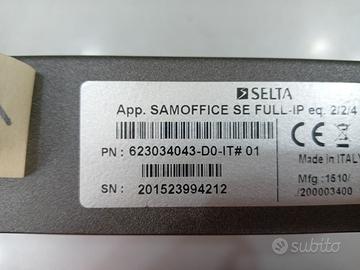 SELTA
App. SAMOFFICE SE FULL-IP eq. 2/2/4
PN : 623034043-D0-IT# 01
SN : 201523994212
CE
Made in ITALY
Mfg :1510/
/200003400
subito